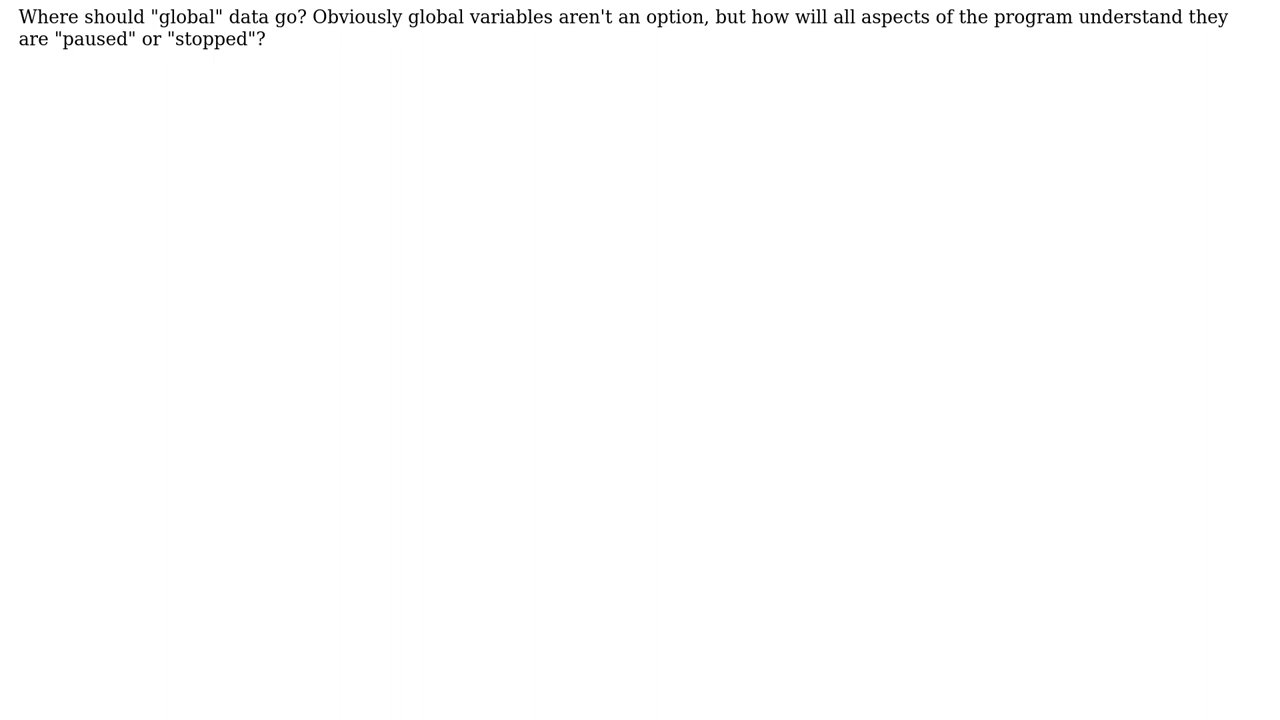 Where should "global" data go? Obviously global variables aren't an option, but how will all aspects of the program understand they
are "paused" or "stopped"?